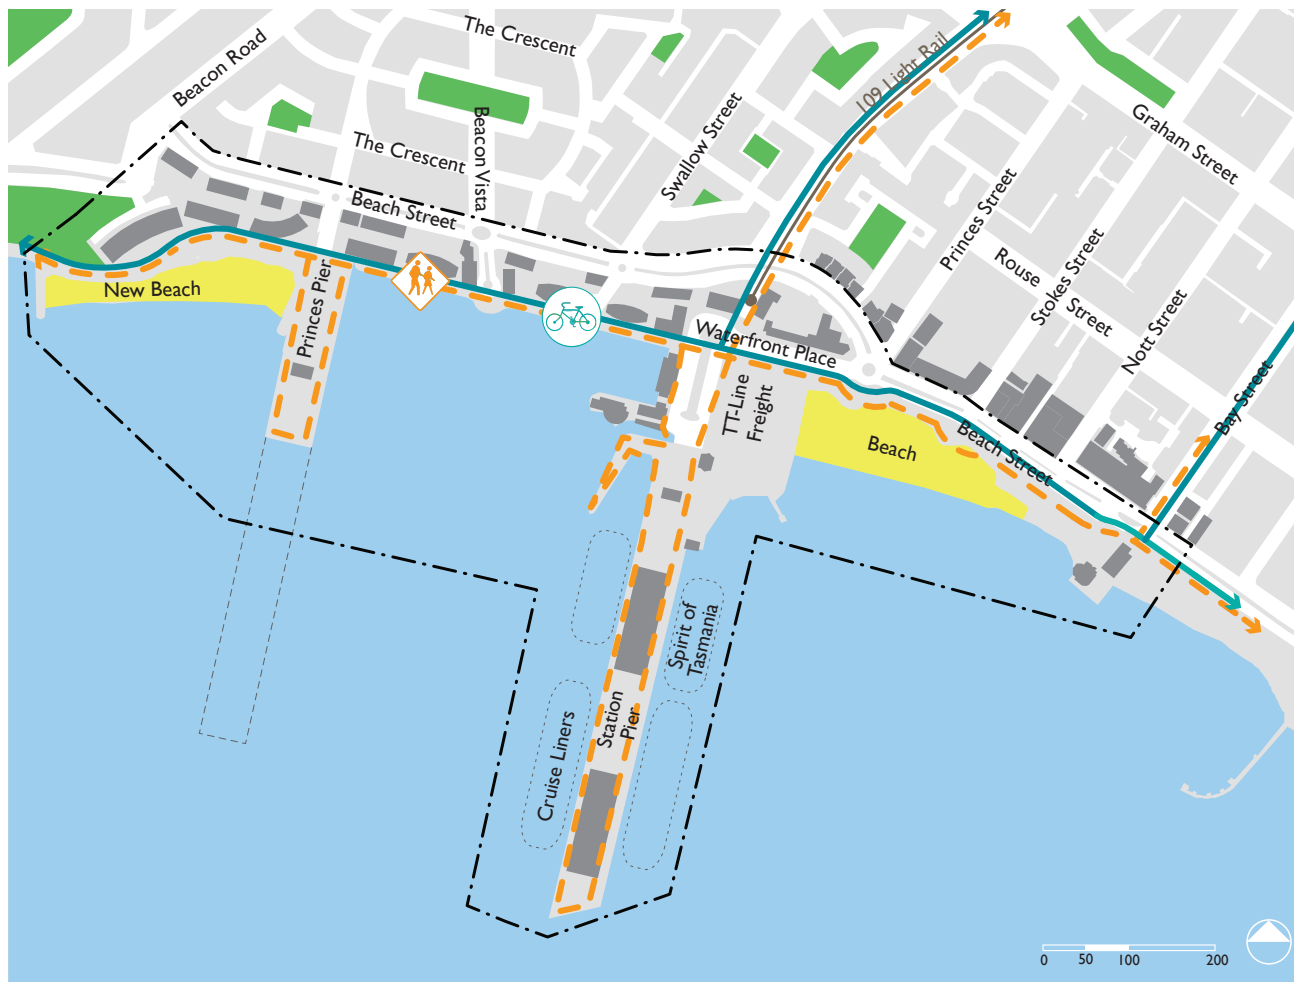 The Crescent
Beacon Road
109 Light Rail
Graham Street
Swallow Street
Beacon Vista
The Crescent
Princes Street
Beach Street
Stokes Street
Rouse Street
Nott Street
New Beach
Princes Pier
Waterfront Place
Bay Street
TT-Line
Freight
Beach
Beach Street
Spirit of
Tasmania
Station
Pier
Cruise Liners
0 50 100 200